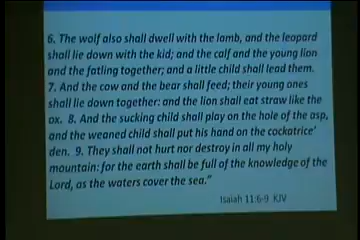 6. The wolf also shall dwell with the lamb, and the leopard
shall lie down with the kid; and the calf and the young lion
and the fatling together; and a little child shall lead them.
7. And the cow and the bear shall feed; their young ones
shall lie down together: and the lion shall eat straw like the
ox. 8. And the sucking child shall play on the hole of the asp,
and the weaned child shall put his hand on the cockatrice'
den. 9. They shall not hurt nor destroy in all my holy
mountain: for the earth shall be full of the knowledge of the
Lord, as the waters cover the sea."
Isaiah 11:6-9 KJV